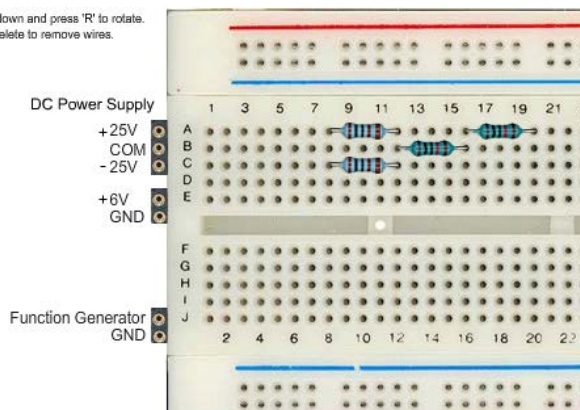 down and press 'R' to rotate.
elete to remove wires.
DC Power Supply
1 3 5 7 9 11 13 15 17 19 21
+25V
COM
-25V
+6V
GND
A
B
C
D
E
F
G
H
I
J
Function Generator
GND
2 4 6 8 10 12 14 16 18 20 22